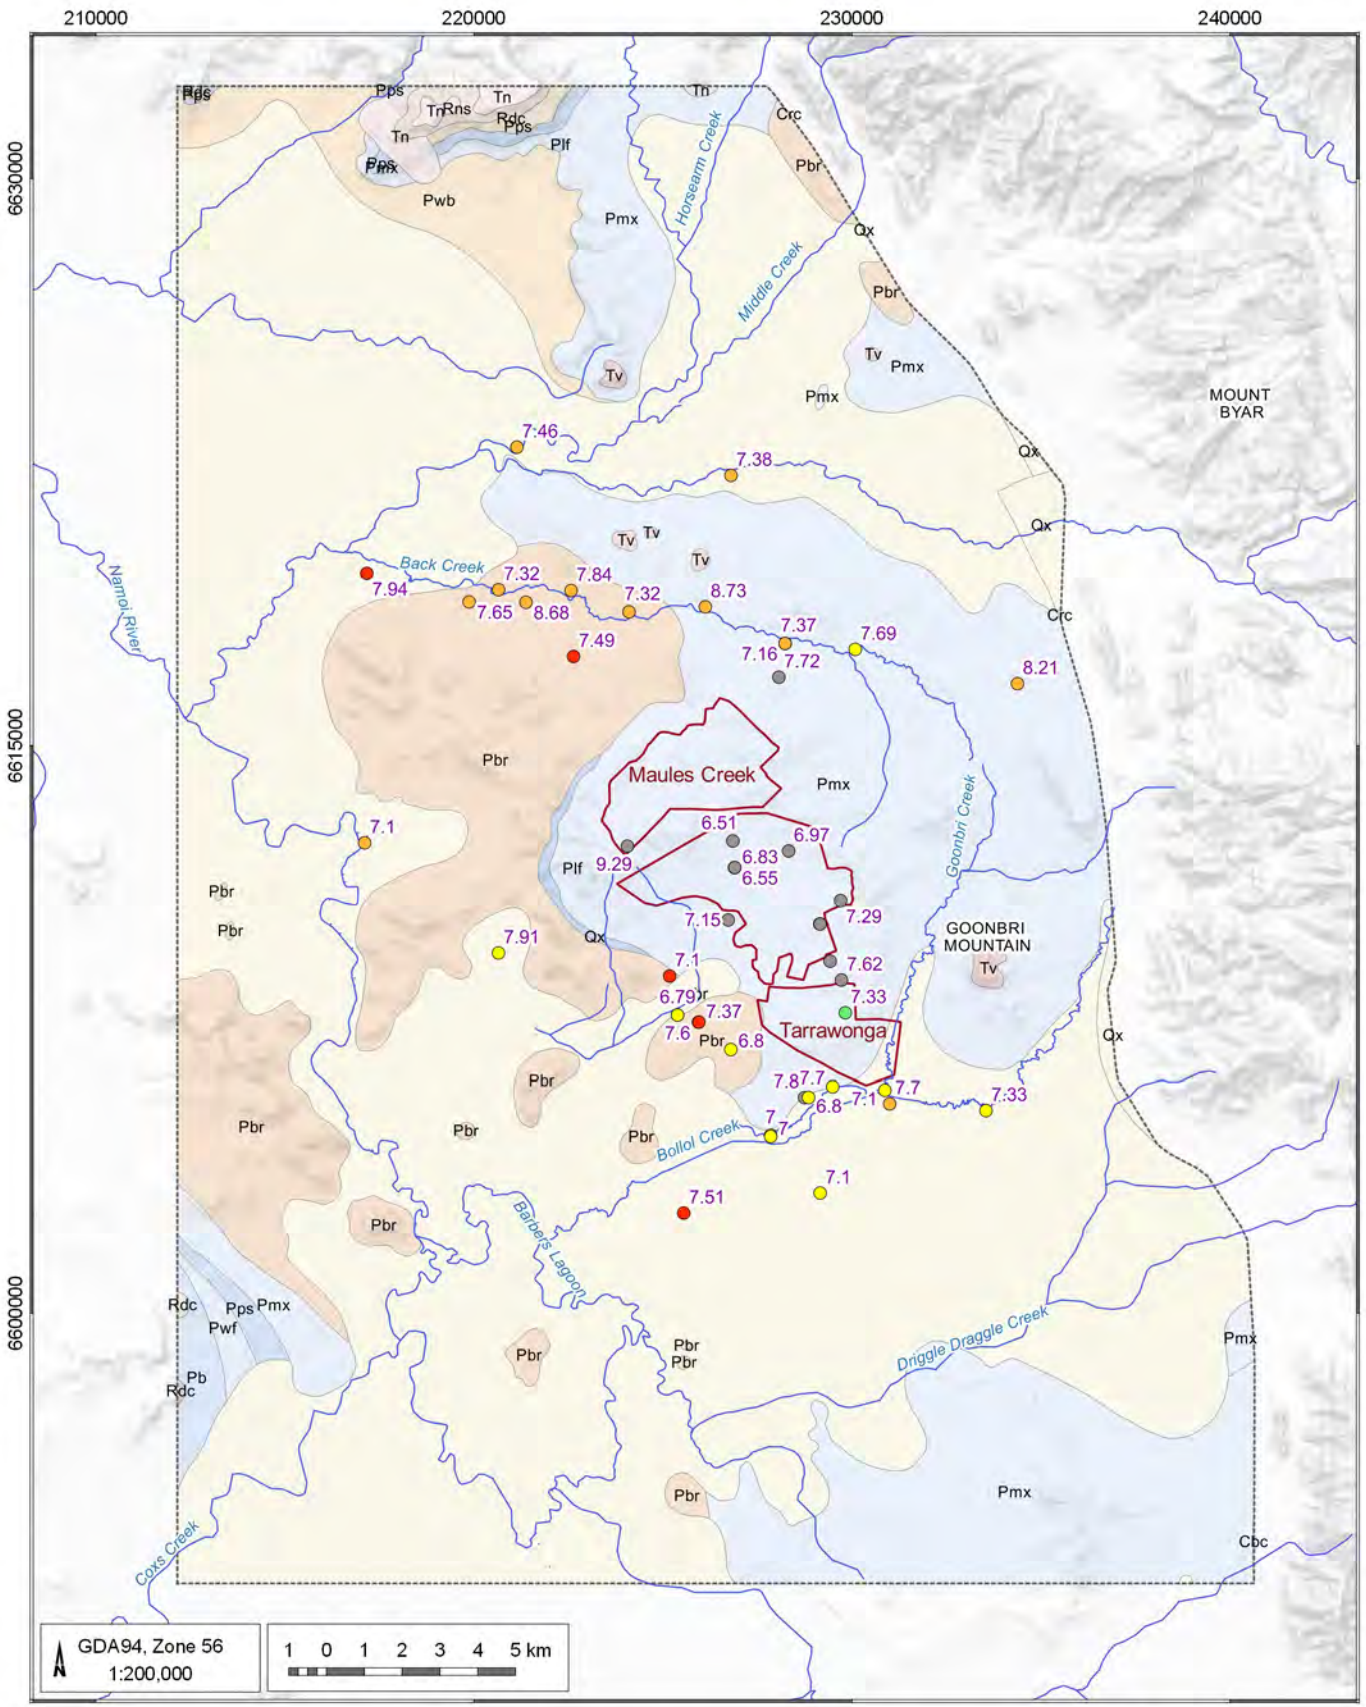 210000
220000
230000
240000
6630000
6615000
6600000
Pps
Tn
Rns
Tn
Rdc
Pps
Tn
Plf
Tn
Crc
Pbr
Pwb
Pmx
Horsearm Creek
Qx
Middle Creek
Pbr
Tv
Pmx
Tv
Pmx
MOUNT
BYAR
7.46
7.38
Qx
Qx
Tv
Tv
Tv
Back Creek
7.94
7.32
7.84
7.65
8.68
7.32
8.73
7.49
7.37
7.16
7.72
7.69
8.21
Crc
Namoi River
Pbr
Maules Creek
Pmx
Goonbri Creek
7.1
6.51
6.97
9.29
6.83
6.55
Plf
Pbr
Pbr
7.15
7.29
GOONBRI
MOUNTAIN
Tv
7.91
Qx
7.62
7.1
6.79
7.33
7.6
7.37
Pbr
6.8
Tarrawonga
Qx
Pbr
7.8
7.7
6.8
7.1
7.7
7.33
Pbr
Pbr
Pbr
7
7
Bollol Creek
7.1
7.51
Pbr
Barbers Lagoon
Rdc
Pps
Pmx
Pwf
Pb
Rdc
Pbr
Pbr
Pbr
Driggle Draggle Creek
Pmx
Pbr
Pmx
Cbc
Coxs Creek
N
GDA94, Zone 56
1:200,000
1 0 1 2 3 4 5 km